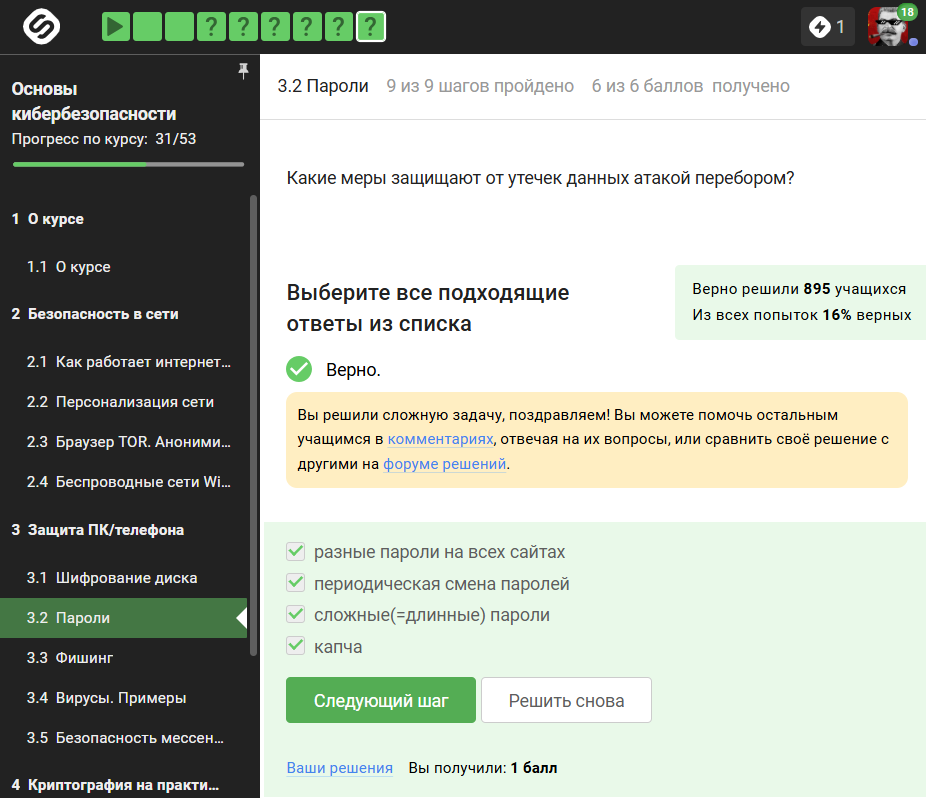 ? ? ? ? ? ?
1
18
Основы
кибербезопасности
Прогресс по курсу: 31/53
1 О курсе
1.1 О курсе
2 Безопасность в сети
2.1 Как работает интернет...
2.2 Персонализация сети
2.3 Браузер TOR. Аноними...
2.4 Беспроводные сети Wi...
3 Защита ПК/телефона
3.1 Шифрование диска
3.2 Пароли
3.3 Фишинг
3.4 Вирусы. Примеры
3.5 Безопасность мессен...
4 Криптография на практи...
3.2 Пароли 9 из 9 шагов пройдено 6 из 6 баллов получено
Какие меры защищают от утечек данных атакой перебором?
Выберите все подходящие
ответы из списка
Верно решили 895 учащихся
Из всех попыток 16% верных
Верно.
Вы решили сложную задачу, поздравляем! Вы можете помочь остальным
учащимся в комментариях, отвечая на их вопросы, или сравнить своё решение с
другими на форуме решений.
разные пароли на всех сайтах
периодическая смена паролей
сложные(=длинные) пароли
капча
Следующий шаг
Решить снова
Ваши решения Вы получили: 1 балл